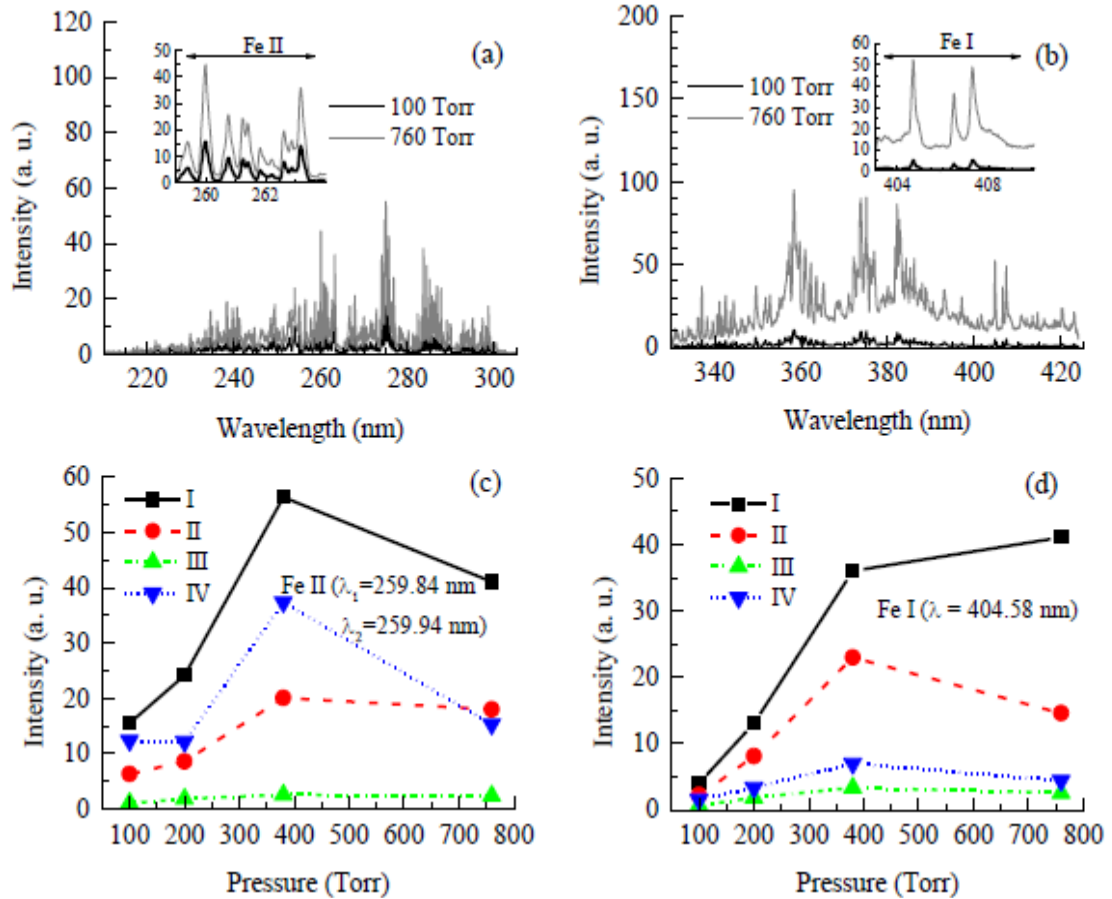 120
100
80
60
40
20
0
Intensity (a. u.)
220
240
260
280
300
Wavelength (nm)
(a)
Fe II
50
40
30
20
10
0
260
262
100 Torr
760 Torr
200
150
100
50
0
Intensity (a. u.)
340
360
380
400
420
Wavelength (nm)
(b)
Fe I
60
50
40
30
20
10
0
404
408
100 Torr
760 Torr
60
50
40
30
20
10
0
Intensity (a. u.)
100 200 300 400 500 600 700 800
Pressure (Torr)
(c)
I
II
III
IV
Fe II (λ₁=259.84 nm
λ₂=259.94 nm)
50
40
30
20
10
0
Intensity (a. u.)
100 200 300 400 500 600 700 800
Pressure (Torr)
(d)
I
II
III
IV
Fe I (λ = 404.58 nm)